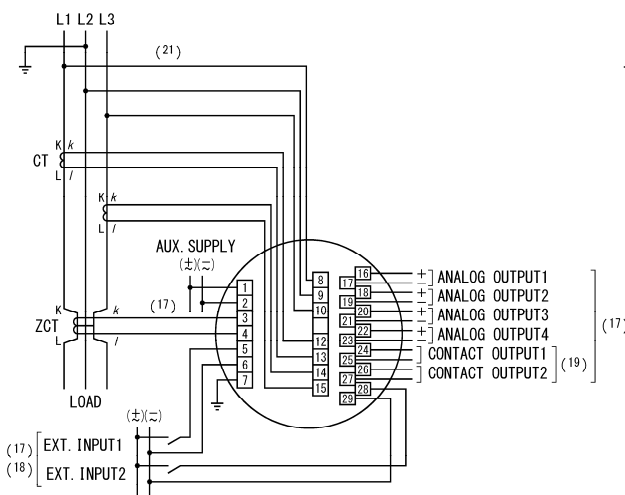 L1 L2 L3
(21)
K k
CT
L l
K k
L l
AUX. SUPPLY
(±)(∓)
(17)
K k
ZCT
L l
LOAD
1
2
3
4
5
6
7
8
9
10
12
13
14
15
16
17
18
19
20
21
22
23
24
25
26
27
28
29
+
− ANALOG OUTPUT1
+
− ANALOG OUTPUT2
+
− ANALOG OUTPUT3
+
− ANALOG OUTPUT4
CONTACT OUTPUT1
CONTACT OUTPUT2
(19)
(17)
(±)(∓)
(17) EXT. INPUT1
(18) EXT. INPUT2